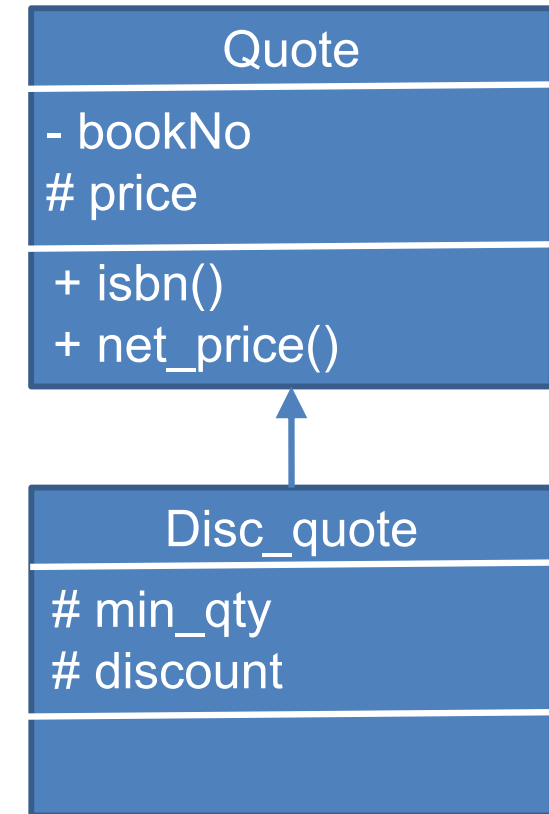 Quote
- bookNo
# price
+ isbn()
+ net_price()
Disc_quote
# min_qty
# discount